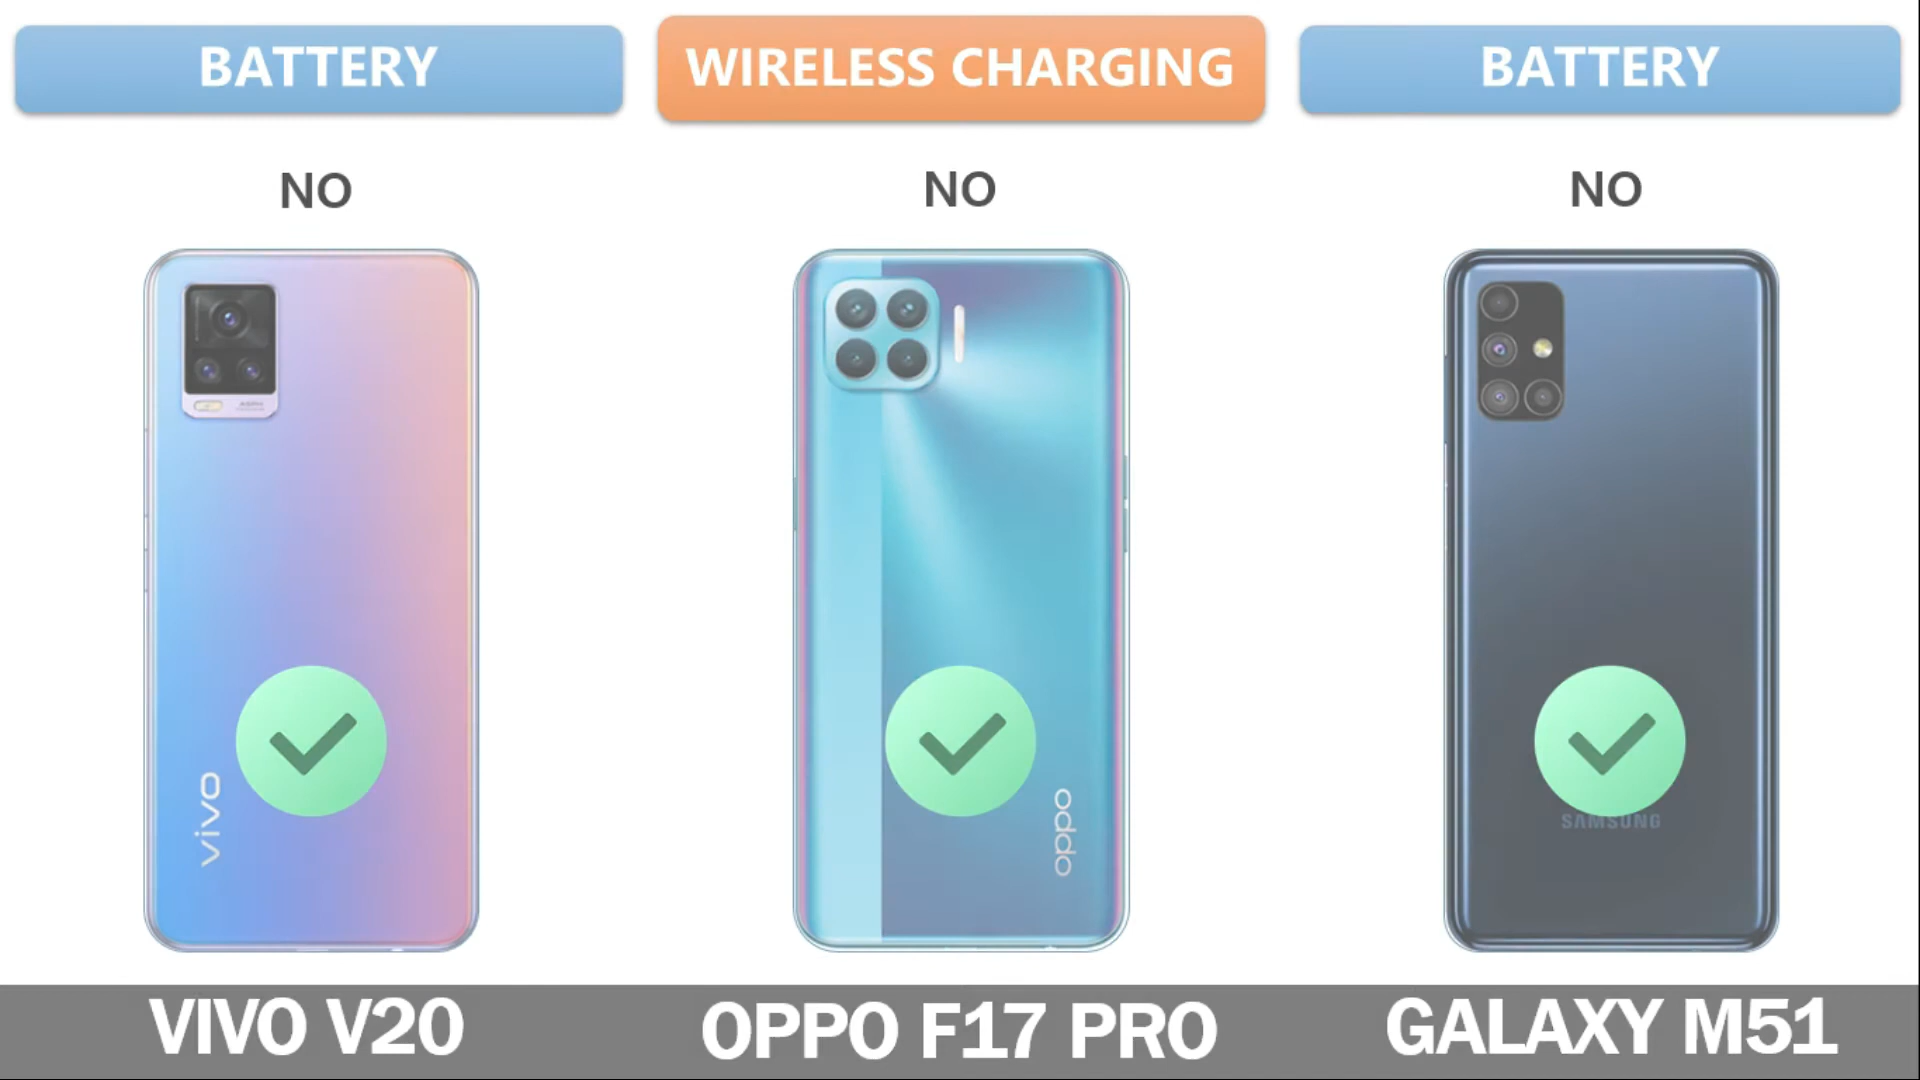 BATTERY
WIRELESS CHARGING
BATTERY
NO
NO
NO
vivo
oppo
SAMSUNG
VIVO V20
OPPO F17 PRO
GALAXY M51